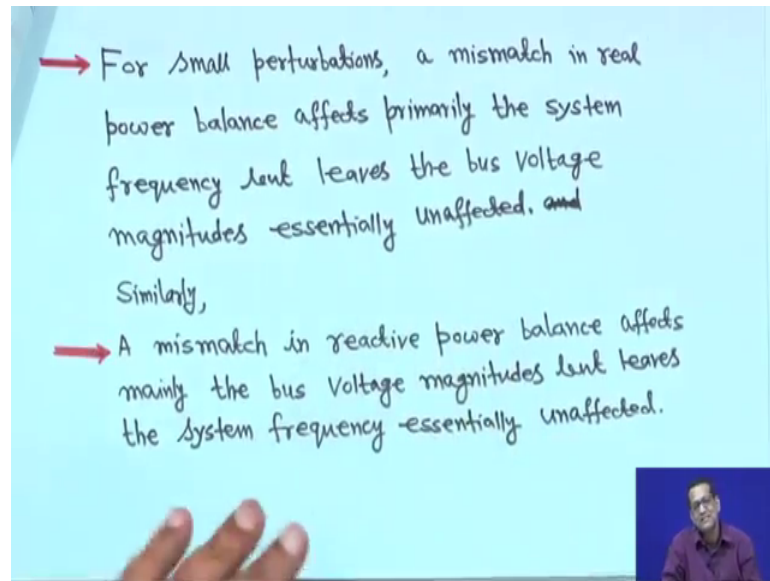 For small perturbations, a mismatch in real
power balance affects primarily the system
frequency but leaves the bus voltage
magnitudes essentially unaffected. and
Similarly,
A mismatch in reactive power balance affects
mainly the bus voltage magnitudes but leaves
the system frequency essentially unaffected.